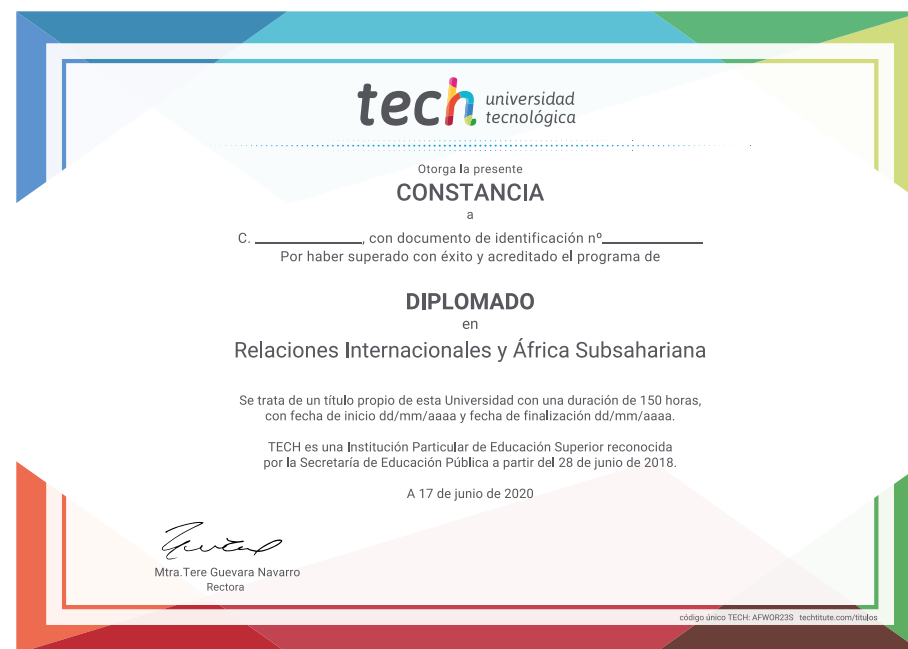 tech universidad
tecnológica
Otorga la presente
CONSTANCIA
a
C. ____________, con documento de identificación nº____________
Por haber superado con éxito y acreditado el programa de
DIPLOMADO
en
Relaciones Internacionales y África Subsahariana
Se trata de un título propio de esta Universidad con una duración de 150 horas,
con fecha de inicio dd/mm/aaaa y fecha de finalización dd/mm/aaaa.
TECH es una Institución Particular de Educación Superior reconocida
por la Secretaría de Educación Pública a partir del 28 de junio de 2018.
A 17 de junio de 2020
Mtra.Tere Guevara Navarro
Rectora
código único TECH: AFWOR23S techtitute.com/titulos